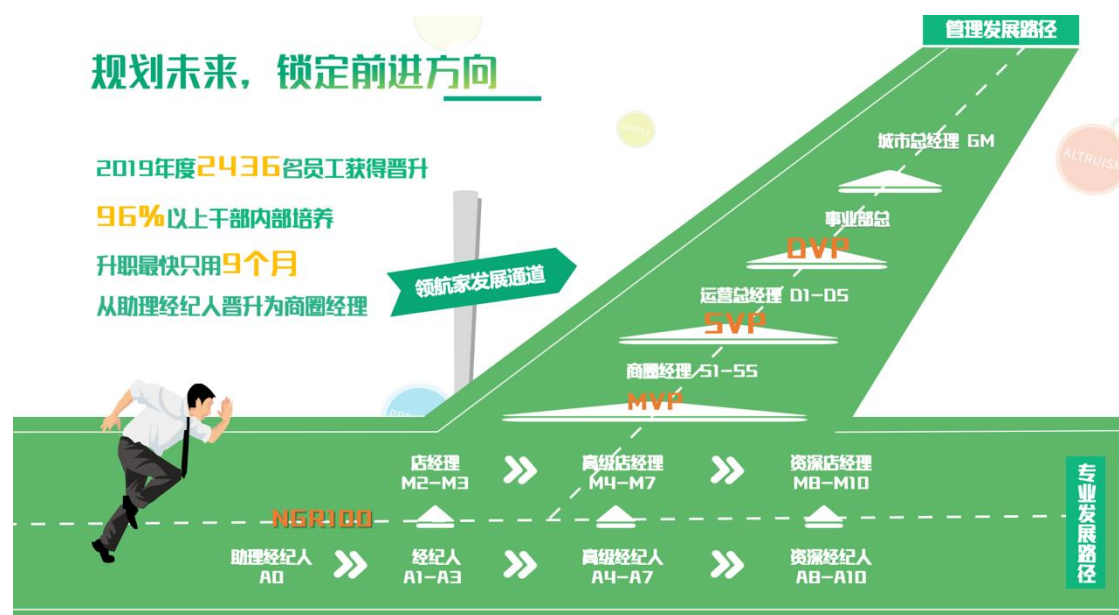 规划未来，锁定前进方向
2019年度2436名员工获得晋升
96%以上干部内部培养
升职最快只用9个月
从助理经纪人晋升为商圈经理
领航家发展通道
管理发展路径
城市总经理 GM
事业部总
DVP
运营总经理 D1-D5
SVP
商圈经理 S1-S5
MVP
店经理
M2-M3
高级店经理
M4-M7
资深店经理
M8-M10
NGR100
助理经纪人
A0
经纪人
A1-A3
高级经纪人
A4-A7
资深经纪人
A8-A10
专业发展路径